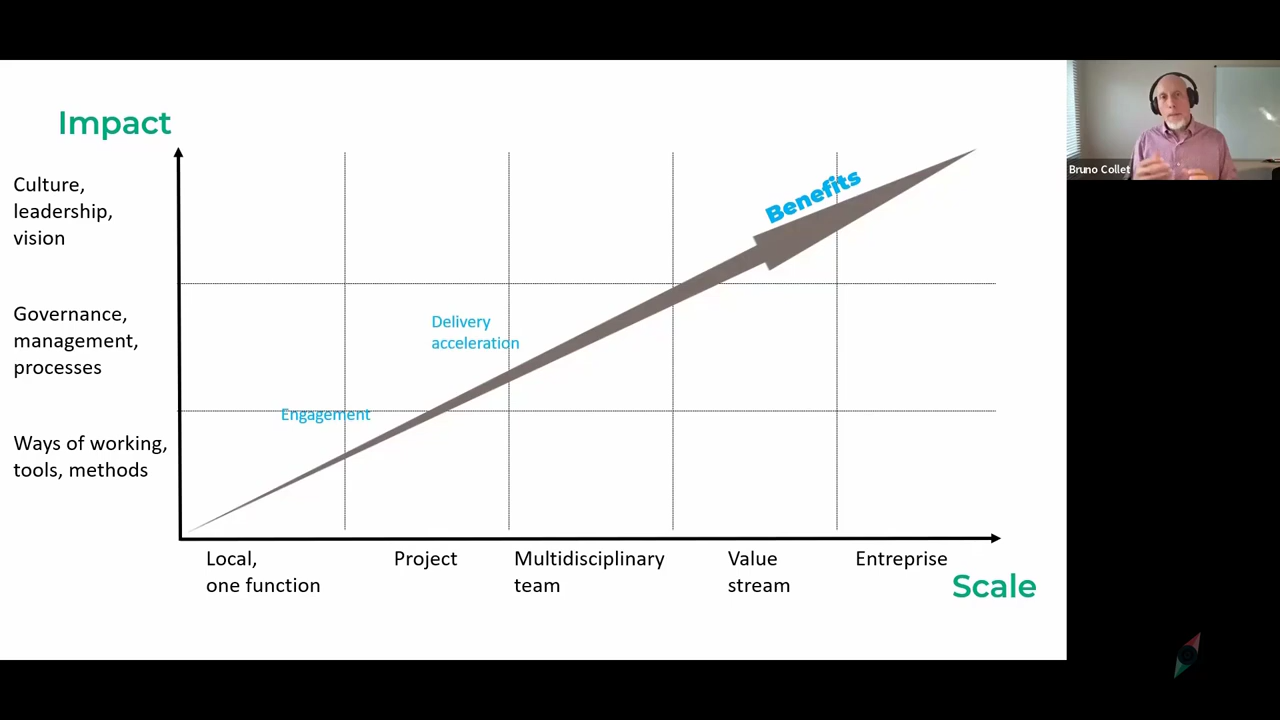 Impact
Culture,
leadership,
vision
Governance,
management,
processes
Ways of working,
tools, methods
Benefits
Delivery
acceleration
Engagement
Local,
one function
Project
Multidisciplinary
team
Value
stream
Entreprise
Scale
Bruno Collet